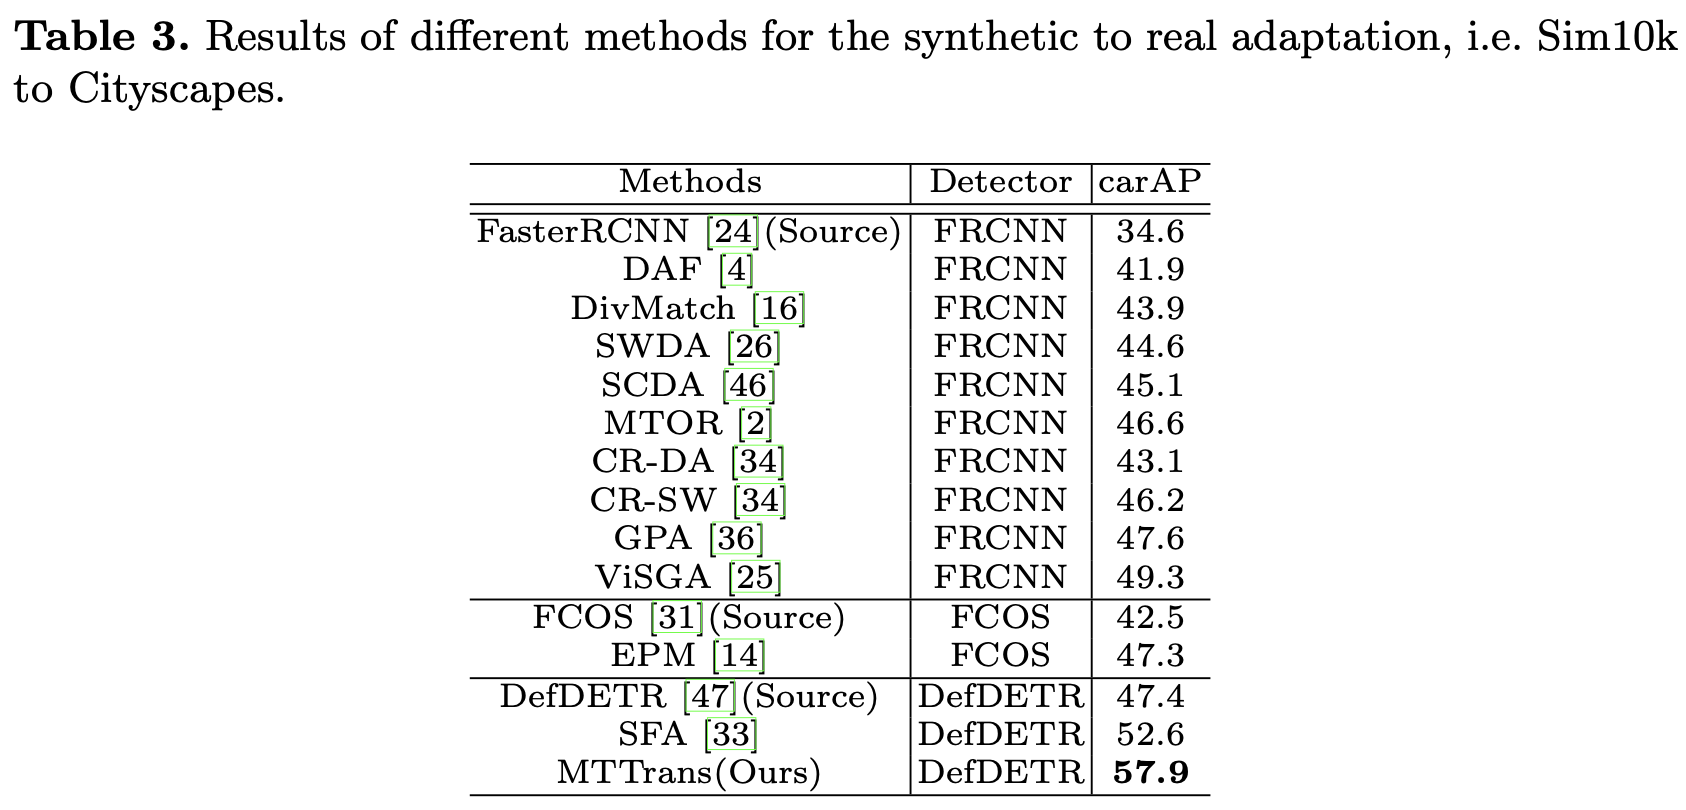 Table 3. Results of different methods for the synthetic to real adaptation, i.e. Sim10k
to Cityscapes.
Methods Detector carAP
FasterRCNN [24](Source) FRCNN 34.6
DAF [4] FRCNN 41.9
DivMatch [16] FRCNN 43.9
SWDA [26] FRCNN 44.6
SCDA [46] FRCNN 45.1
MTOR [2] FRCNN 46.6
CR-DA [34] FRCNN 43.1
CR-SW [34] FRCNN 46.2
GPA [36] FRCNN 47.6
ViSGA [25] FRCNN 49.3
FCOS [31](Source) FCOS 42.5
EPM [14] FCOS 47.3
DefDETR [47](Source) DefDETR 47.4
SFA [33] DefDETR 52.6
MTTrans(Ours) DefDETR 57.9